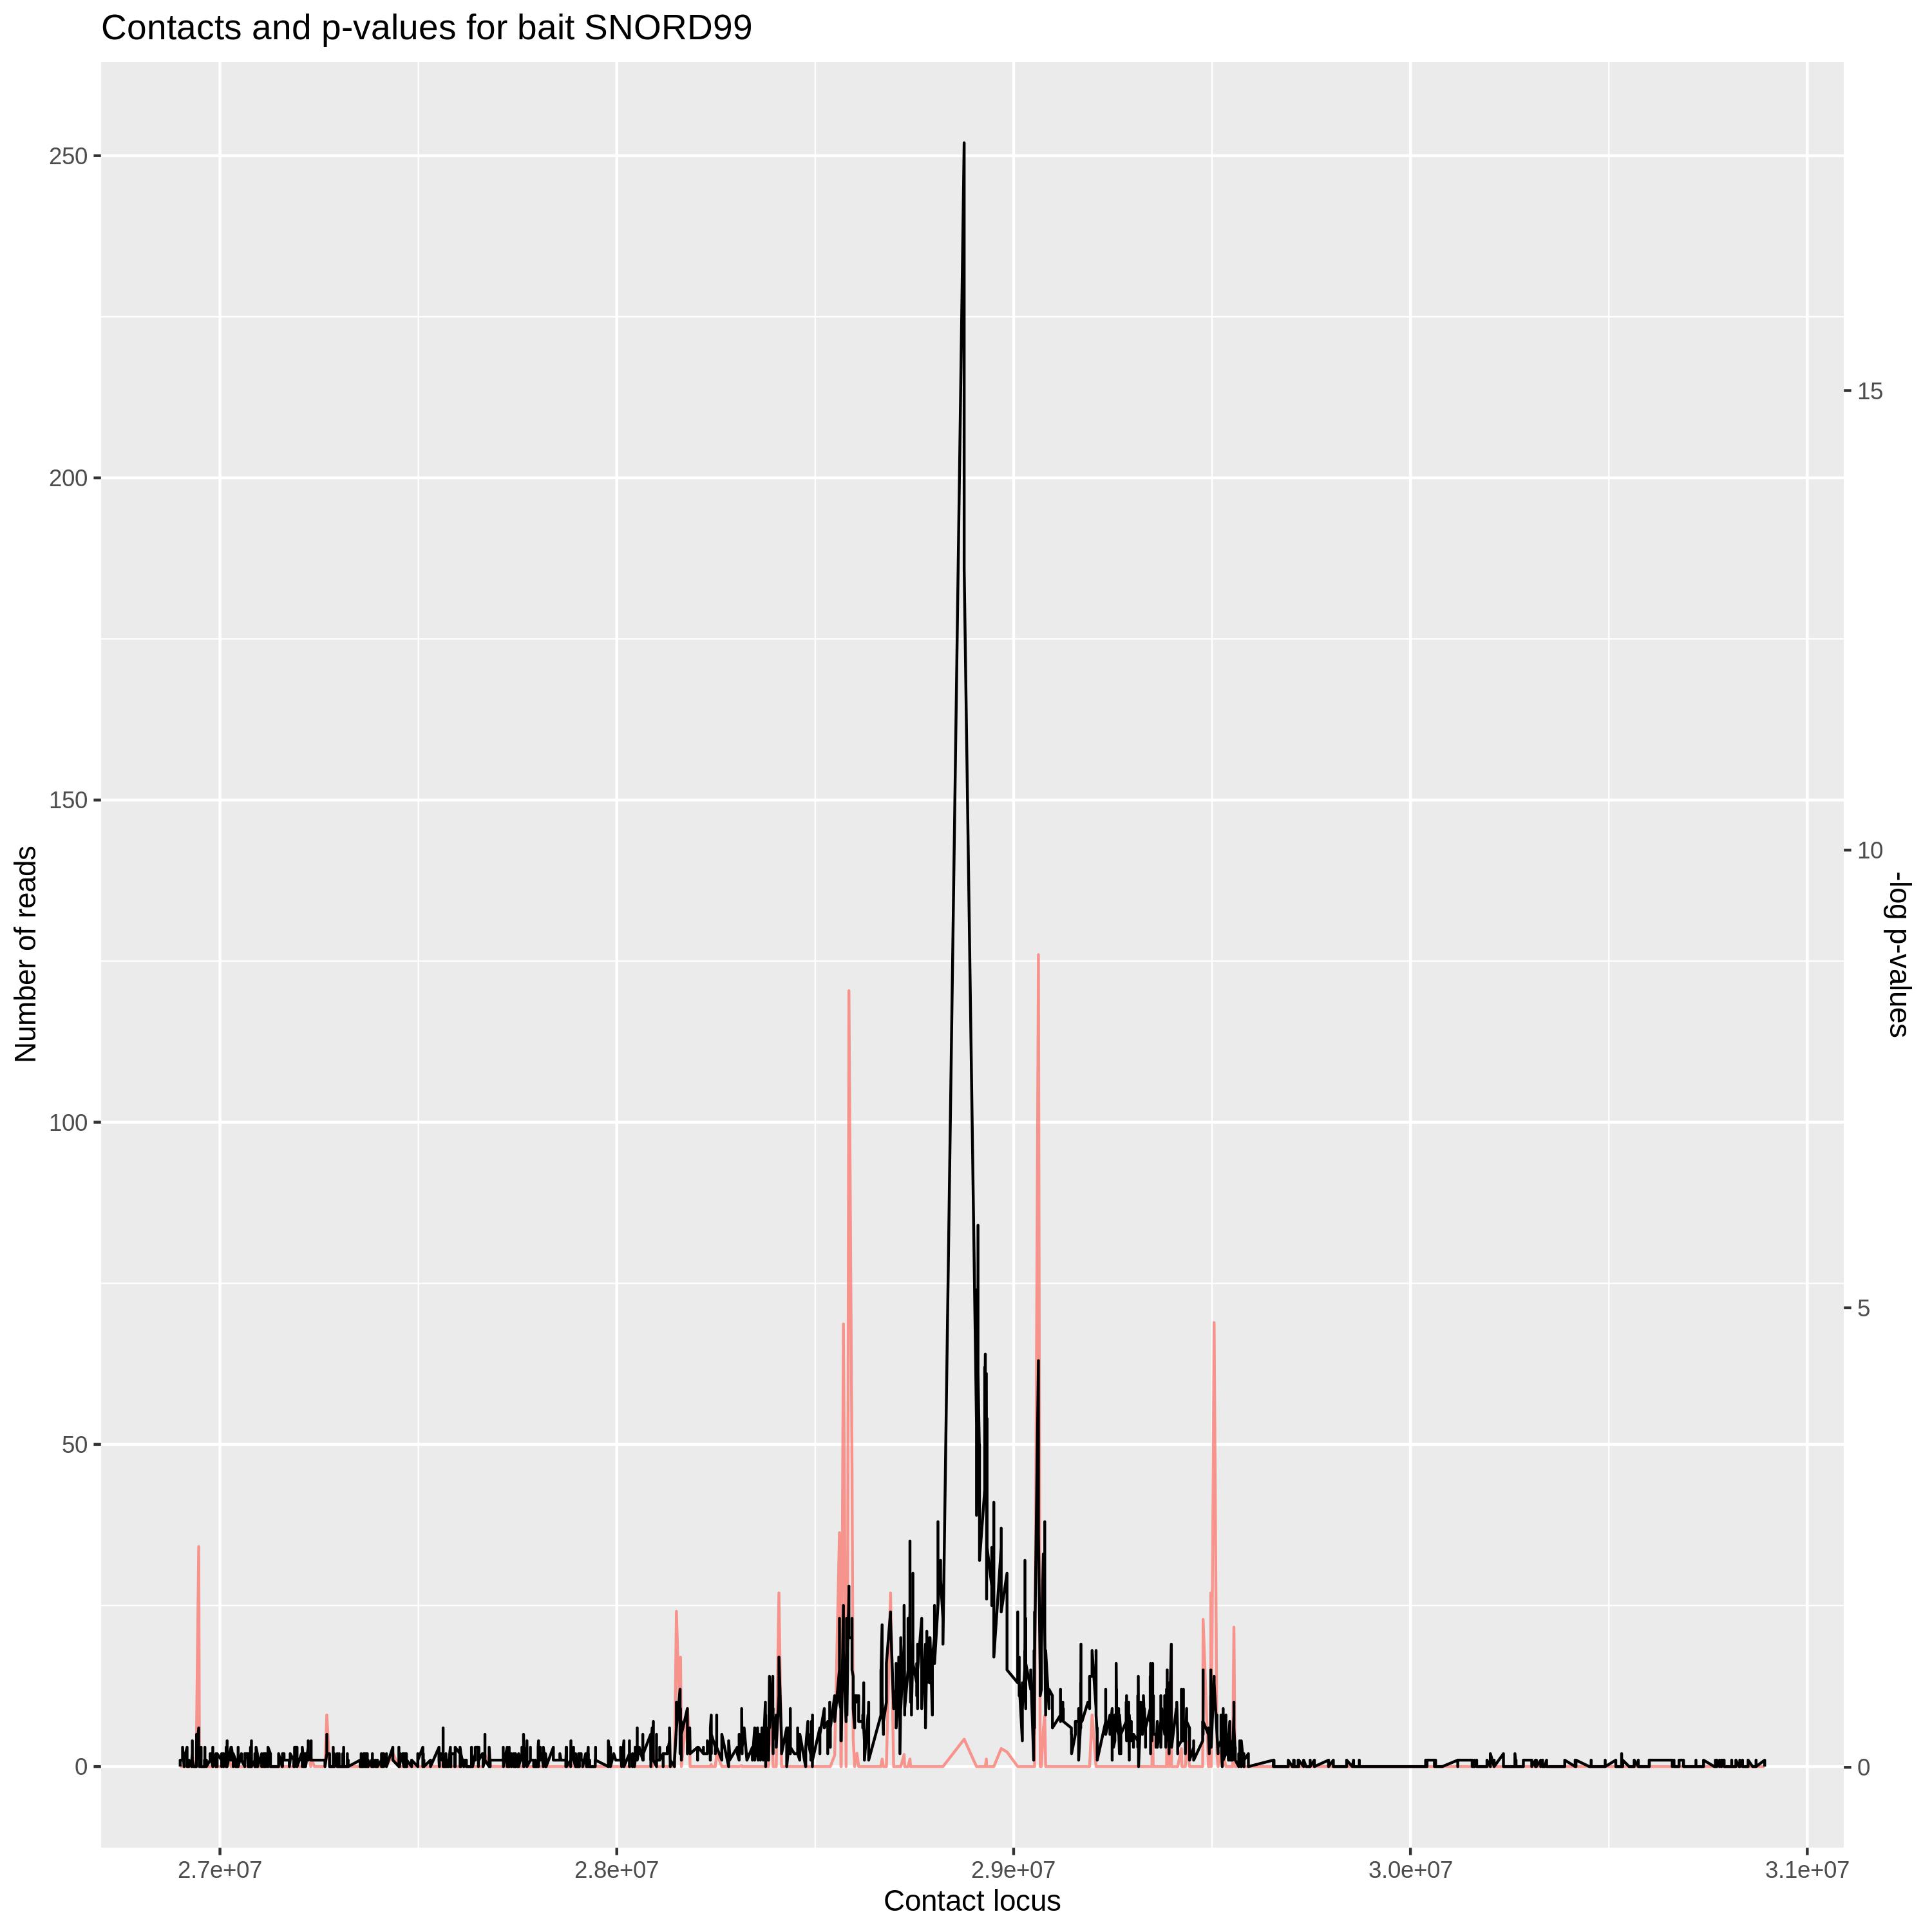 Contacts and p-values for bait SNORD99
250
200
150
100
50
0
Number of reads
15
10
5
0
-log p-values
2.7e+07 2.8e+07 2.9e+07 3.0e+07 3.1e+07
Contact locus